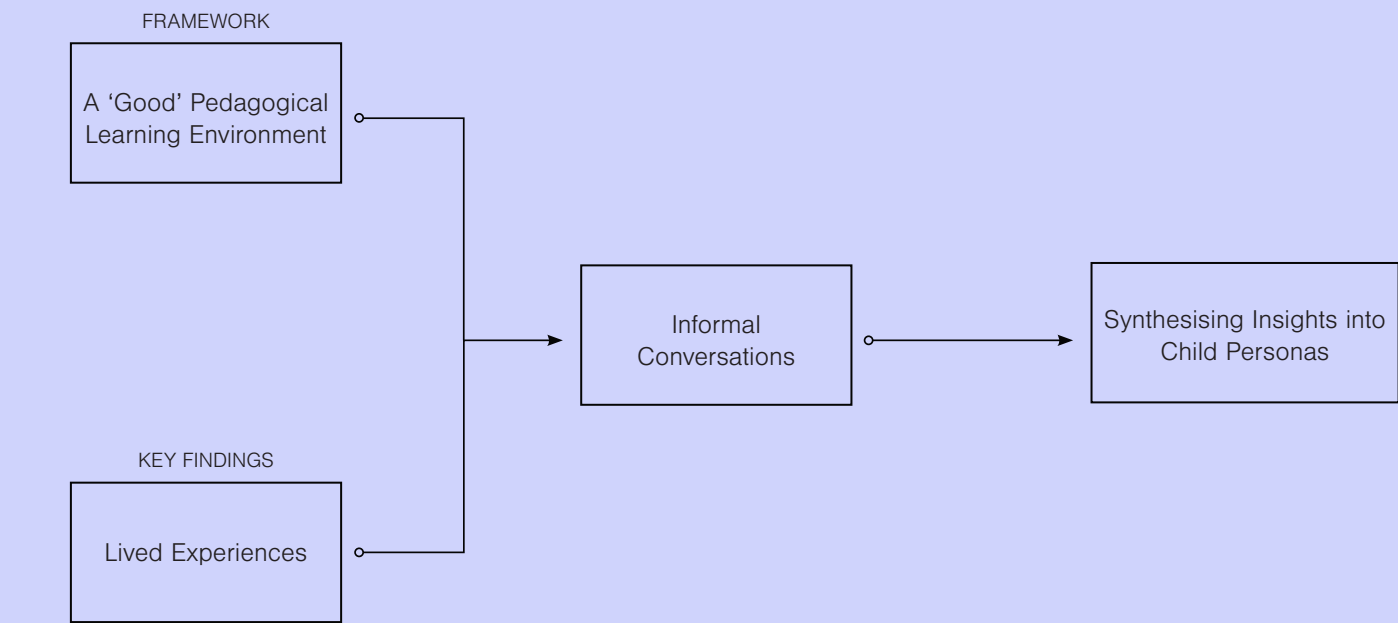 FRAMEWORK
A ‘Good’ Pedagogical
Learning Environment
KEY FINDINGS
Lived Experiences
Informal
Conversations
Synthesising Insights into
Child Personas